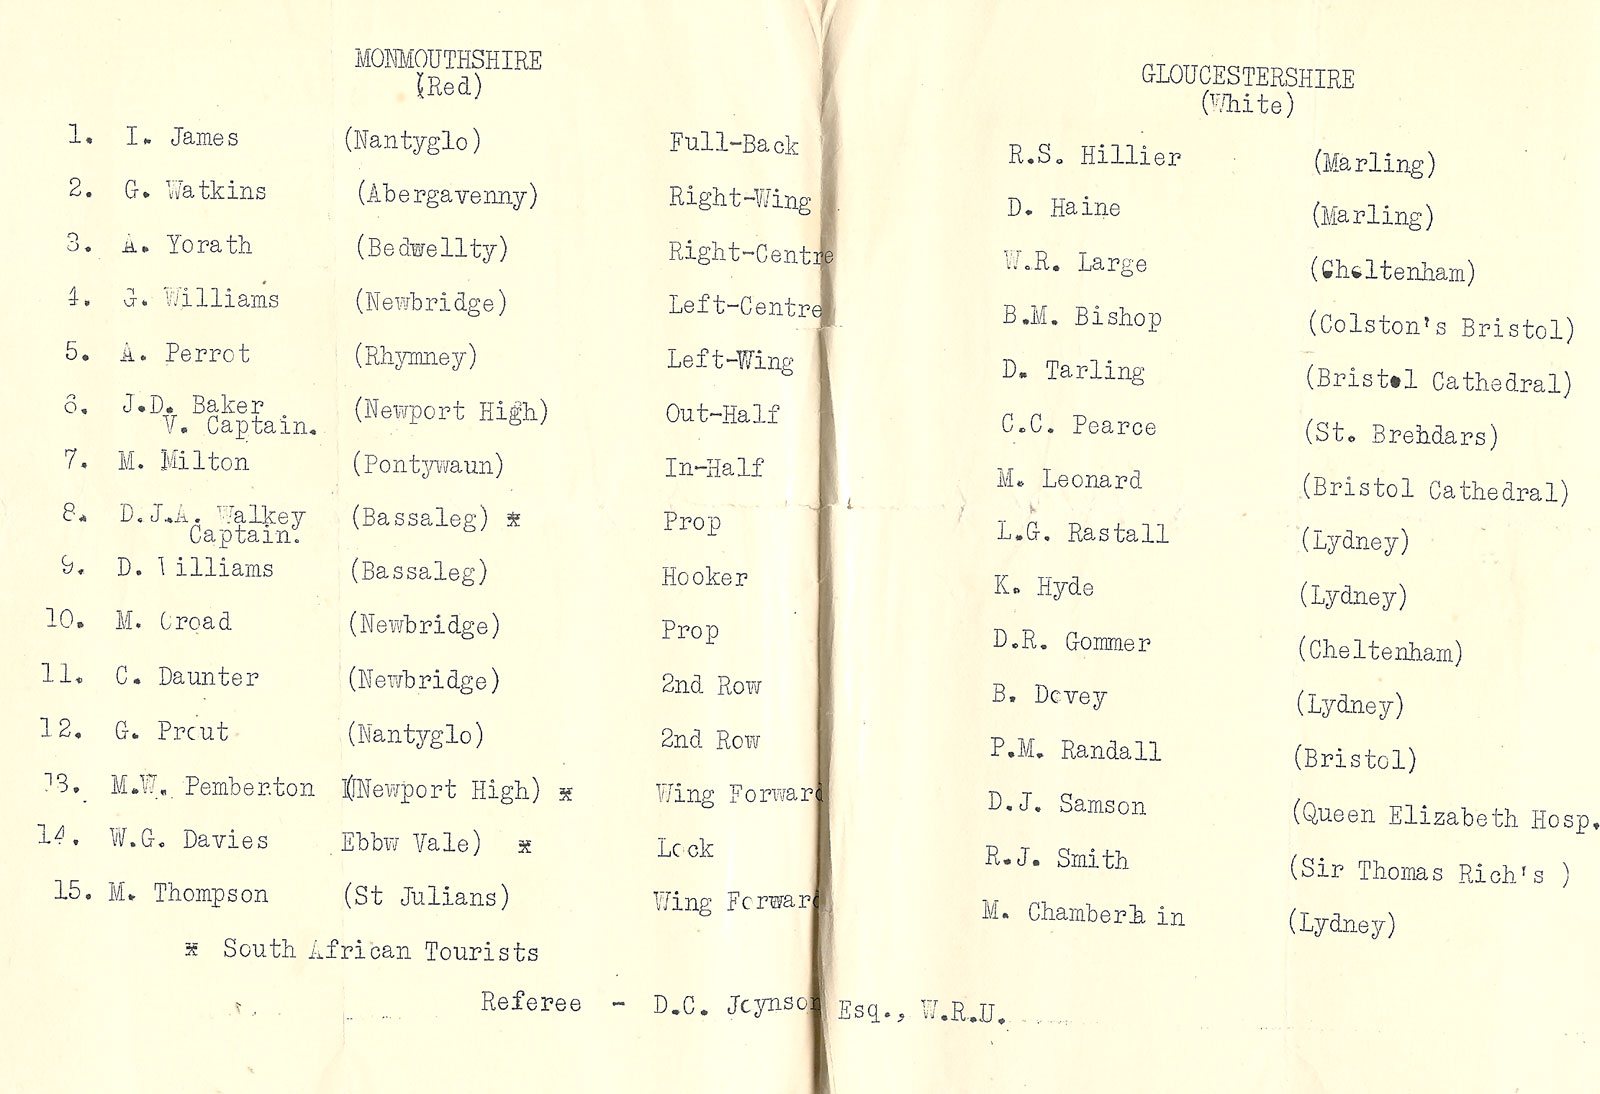 MONMOUTHSHIRE GLOUCESTERSHIRE
(Red) (White)
1. I. James (Nantyglo) Full-Back R.S. Hillier (Marling)
2. G. Watkins (Abergavenny) Right-Wing D. Haine (Marling)
3. A. Yorath (Bedwellty) Right-Centre W.R. Large (Cheltenham)
4. G. Williams (Newbridge) Left-Centre B.M. Bishop (Colston's Bristol)
5. A. Perrot (Rhymney) Left-Wing D. Tarling (Bristol Cathedral)
6. J.D. Baker (Newport High) Out-Half C.C. Pearce (St. Brendars)
V. Captain.
7. M. Milton (Pontywaun) In-Half M. Leonard (Bristol Cathedral)
8. D.J.A. Walkey (Bassaleg) * Prop L.G. Rastall (Lydney)
Captain.
9. D. Williams (Bassaleg) Hooker K. Hyde (Lydney)
10. M. Croad (Newbridge) Prop D.R. Gommer (Cheltenham)
11. C. Daunter (Newbridge) 2nd Row B. Dovey (Lydney)
12. G. Prout (Nantyglo) 2nd Row P.M. Randall (Bristol)
13. M.W. Pemberton (Newport High) * Wing Forward D.J. Samson (Queen Elizabeth Hosp.
14. W.G. Davies Ebbw Vale) * Lock R.J. Smith (Sir Thomas Rich's )
15. M. Thompson (St Julians) Wing Forward M. Chamberlain (Lydney)
* South African Tourists
Referee - D.C. Joynson Esq., W.R.U.